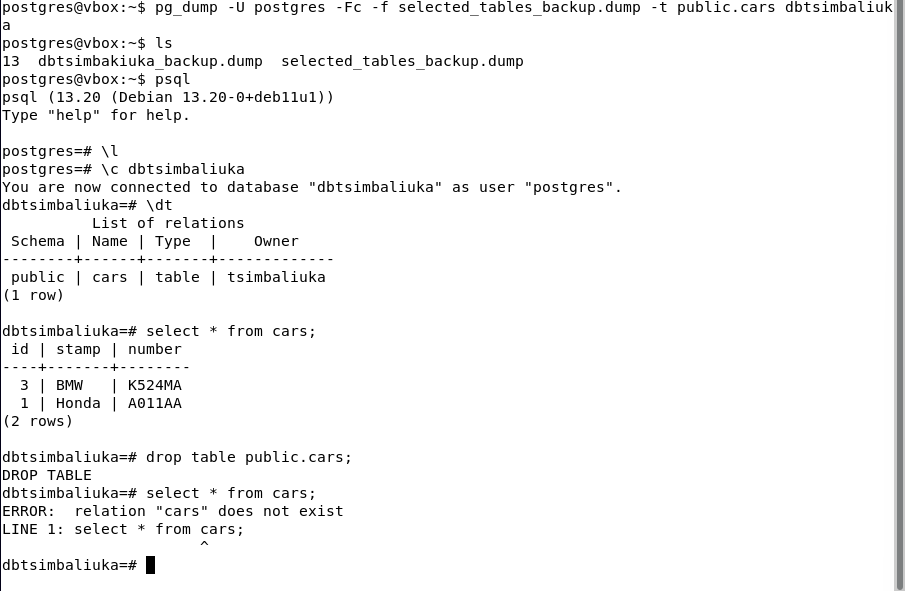 postgres@vbox:~$ pg_dump -U postgres -Fc -f selected_tables_backup.dump -t public.cars dbtsimbaliuk
a
postgres@vbox:~$ ls
13  dbtsimbakiuka_backup.dump  selected_tables_backup.dump
postgres@vbox:~$ psql
psql (13.20 (Debian 13.20-0+deb11u1))
Type "help" for help.

postgres=# \l
postgres=# \c dbtsimbaliuka
You are now connected to database "dbtsimbaliuka" as user "postgres".
dbtsimbaliuka=# \dt
          List of relations
 Schema | Name | Type  |    Owner
--------+------+-------+-------------
 public | cars | table | tsimbaliuka
(1 row)

dbtsimbaliuka=# select * from cars;
 id | stamp | number
----+-------+--------
  3 | BMW   | K524MA
  1 | Honda | A011AA
(2 rows)

dbtsimbaliuka=# drop table public.cars;
DROP TABLE
dbtsimbaliuka=# select * from cars;
ERROR:  relation "cars" does not exist
LINE 1: select * from cars;
                      ^
dbtsimbaliuka=#